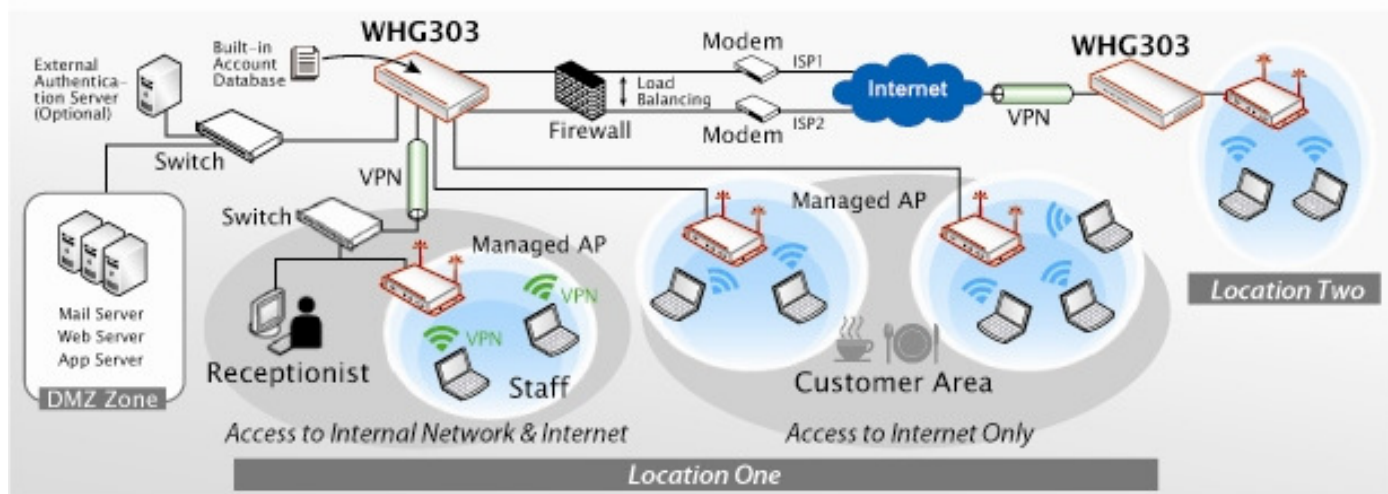 WHG303
Built-in
Account
Database
External
Authentica-
tion Server
(Optional)
Switch
Firewall
Load
Balancing
Modem
ISP1
Modem
ISP2
Internet
VPN
WHG303
Location Two
Mail Server
Web Server
App Server
DMZ Zone
VPN
Switch
Managed AP
VPN
VPN
Receptionist
Staff
Access to Internal Network & Internet
Managed AP
Customer Area
Access to Internet Only
Location One